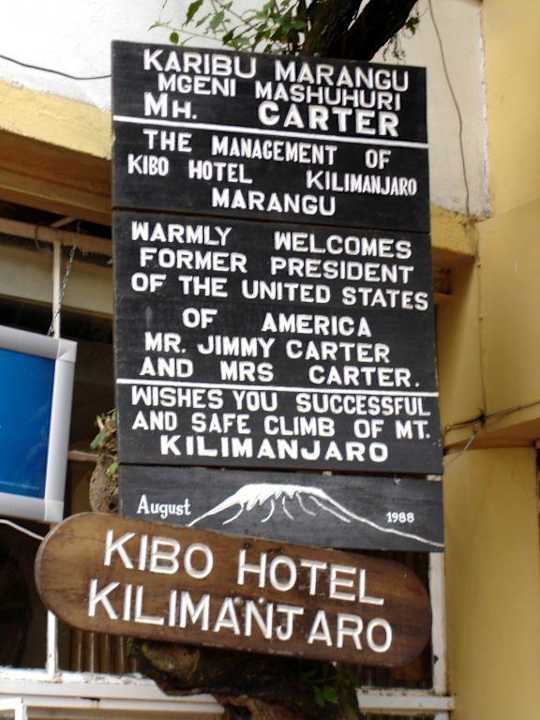 KARIBU MARANGU
MGENI MASHUHURI
MH. CARTER
THE MANAGEMENT OF
KIBO HOTEL KILIMANJARO
MARANGU
WARMLY WELCOMES
FORMER PRESIDENT
OF THE UNITED STATES
OF AMERICA
MR. JIMMY CARTER
AND MRS CARTER.
WISHES YOU SUCCESSFUL
AND SAFE CLIMB OF MT.
KILIMANJARO
August 1988
KIBO HOTEL
KILIMANJARO